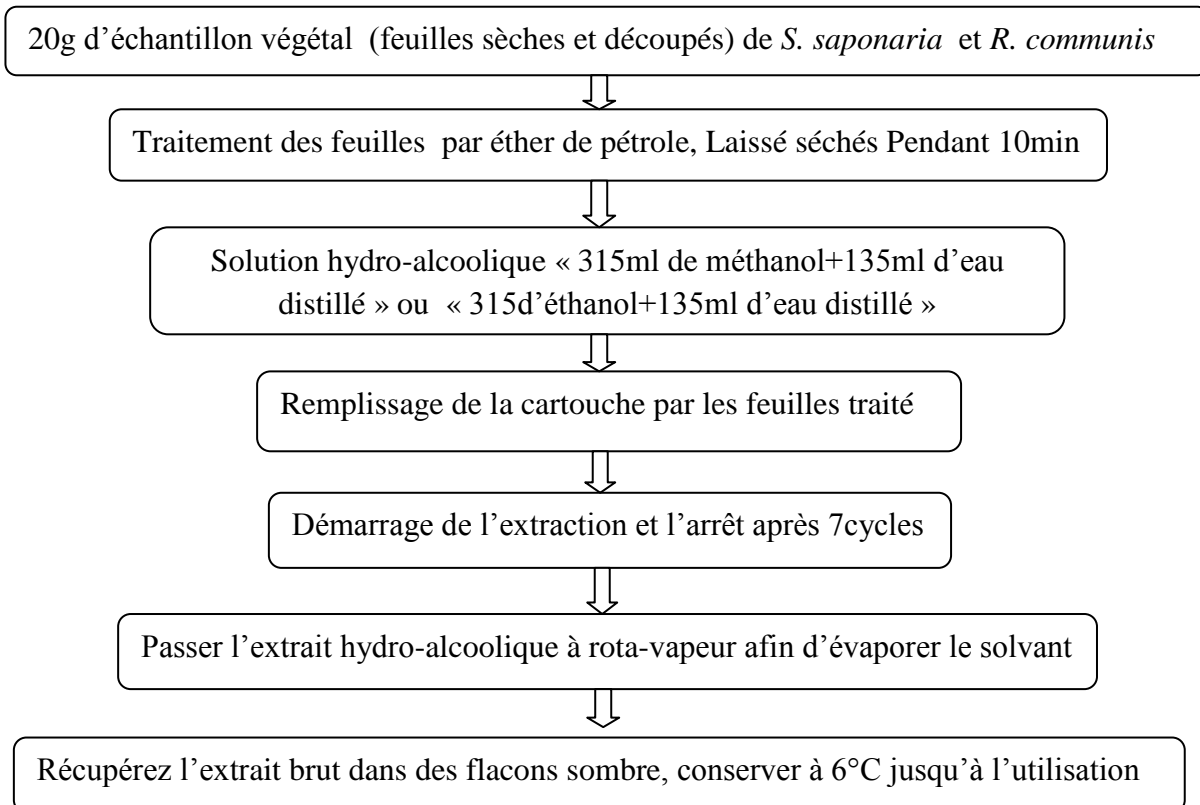 20g d’échantillon végétal (feuilles sèches et découpés) de S. saponaria et R. communis
Traitement des feuilles par éther de pétrole, Laissé séchés Pendant 10min
Solution hydro-alcoolique « 315ml de méthanol+135ml d’eau
distillé » ou « 315d’éthanol+135ml d’eau distillé »
Remplissage de la cartouche par les feuilles traité
Démarrage de l’extraction et l’arrêt après 7cycles
Passer l’extrait hydro-alcoolique à rota-vapeur afin d’évaporer le solvant
Récupérez l’extrait brut dans des flacons sombre, conserver à 6°C jusqu’à l’utilisation